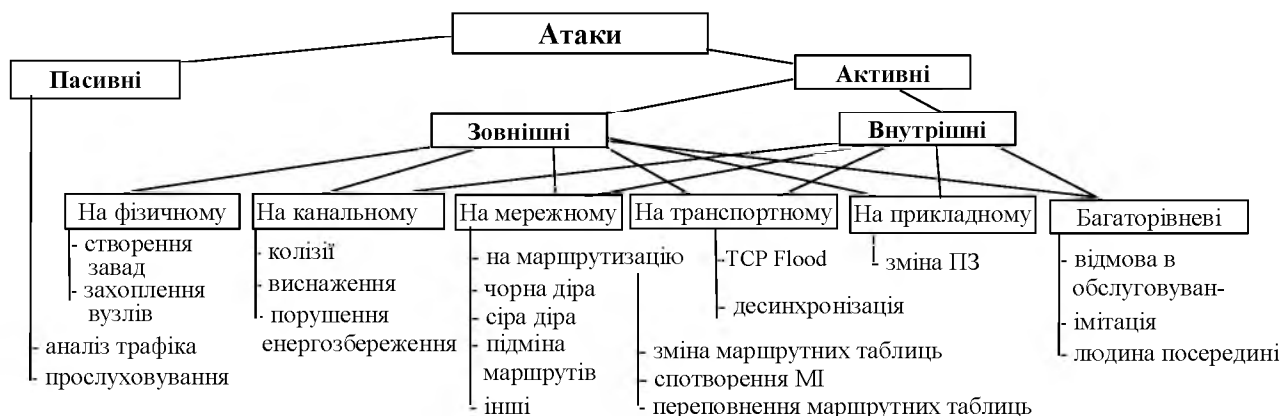 Атаки
Пасивні
Активні
Зовнішні
Внутрішні
На фізичному
На канальному
На мережному
На транспортному
На прикладному
Багаторівневі
- створення
завад
- захоплення
вузлів
- аналіз трафіка
- прослуховування
- колізії
- виснаження
- порушення
енергозбереження
- на маршрутизацію
- чорна діра
- сіра діра
- підміна
маршрутів
- інші
- зміна маршрутних таблиць
- спотворення МІ
- переповнення маршрутних таблиць
-TCP Flood
- десинхронізація
- зміна ПЗ
- відмова в
обслуговуван-
- імітація
- людина посередині